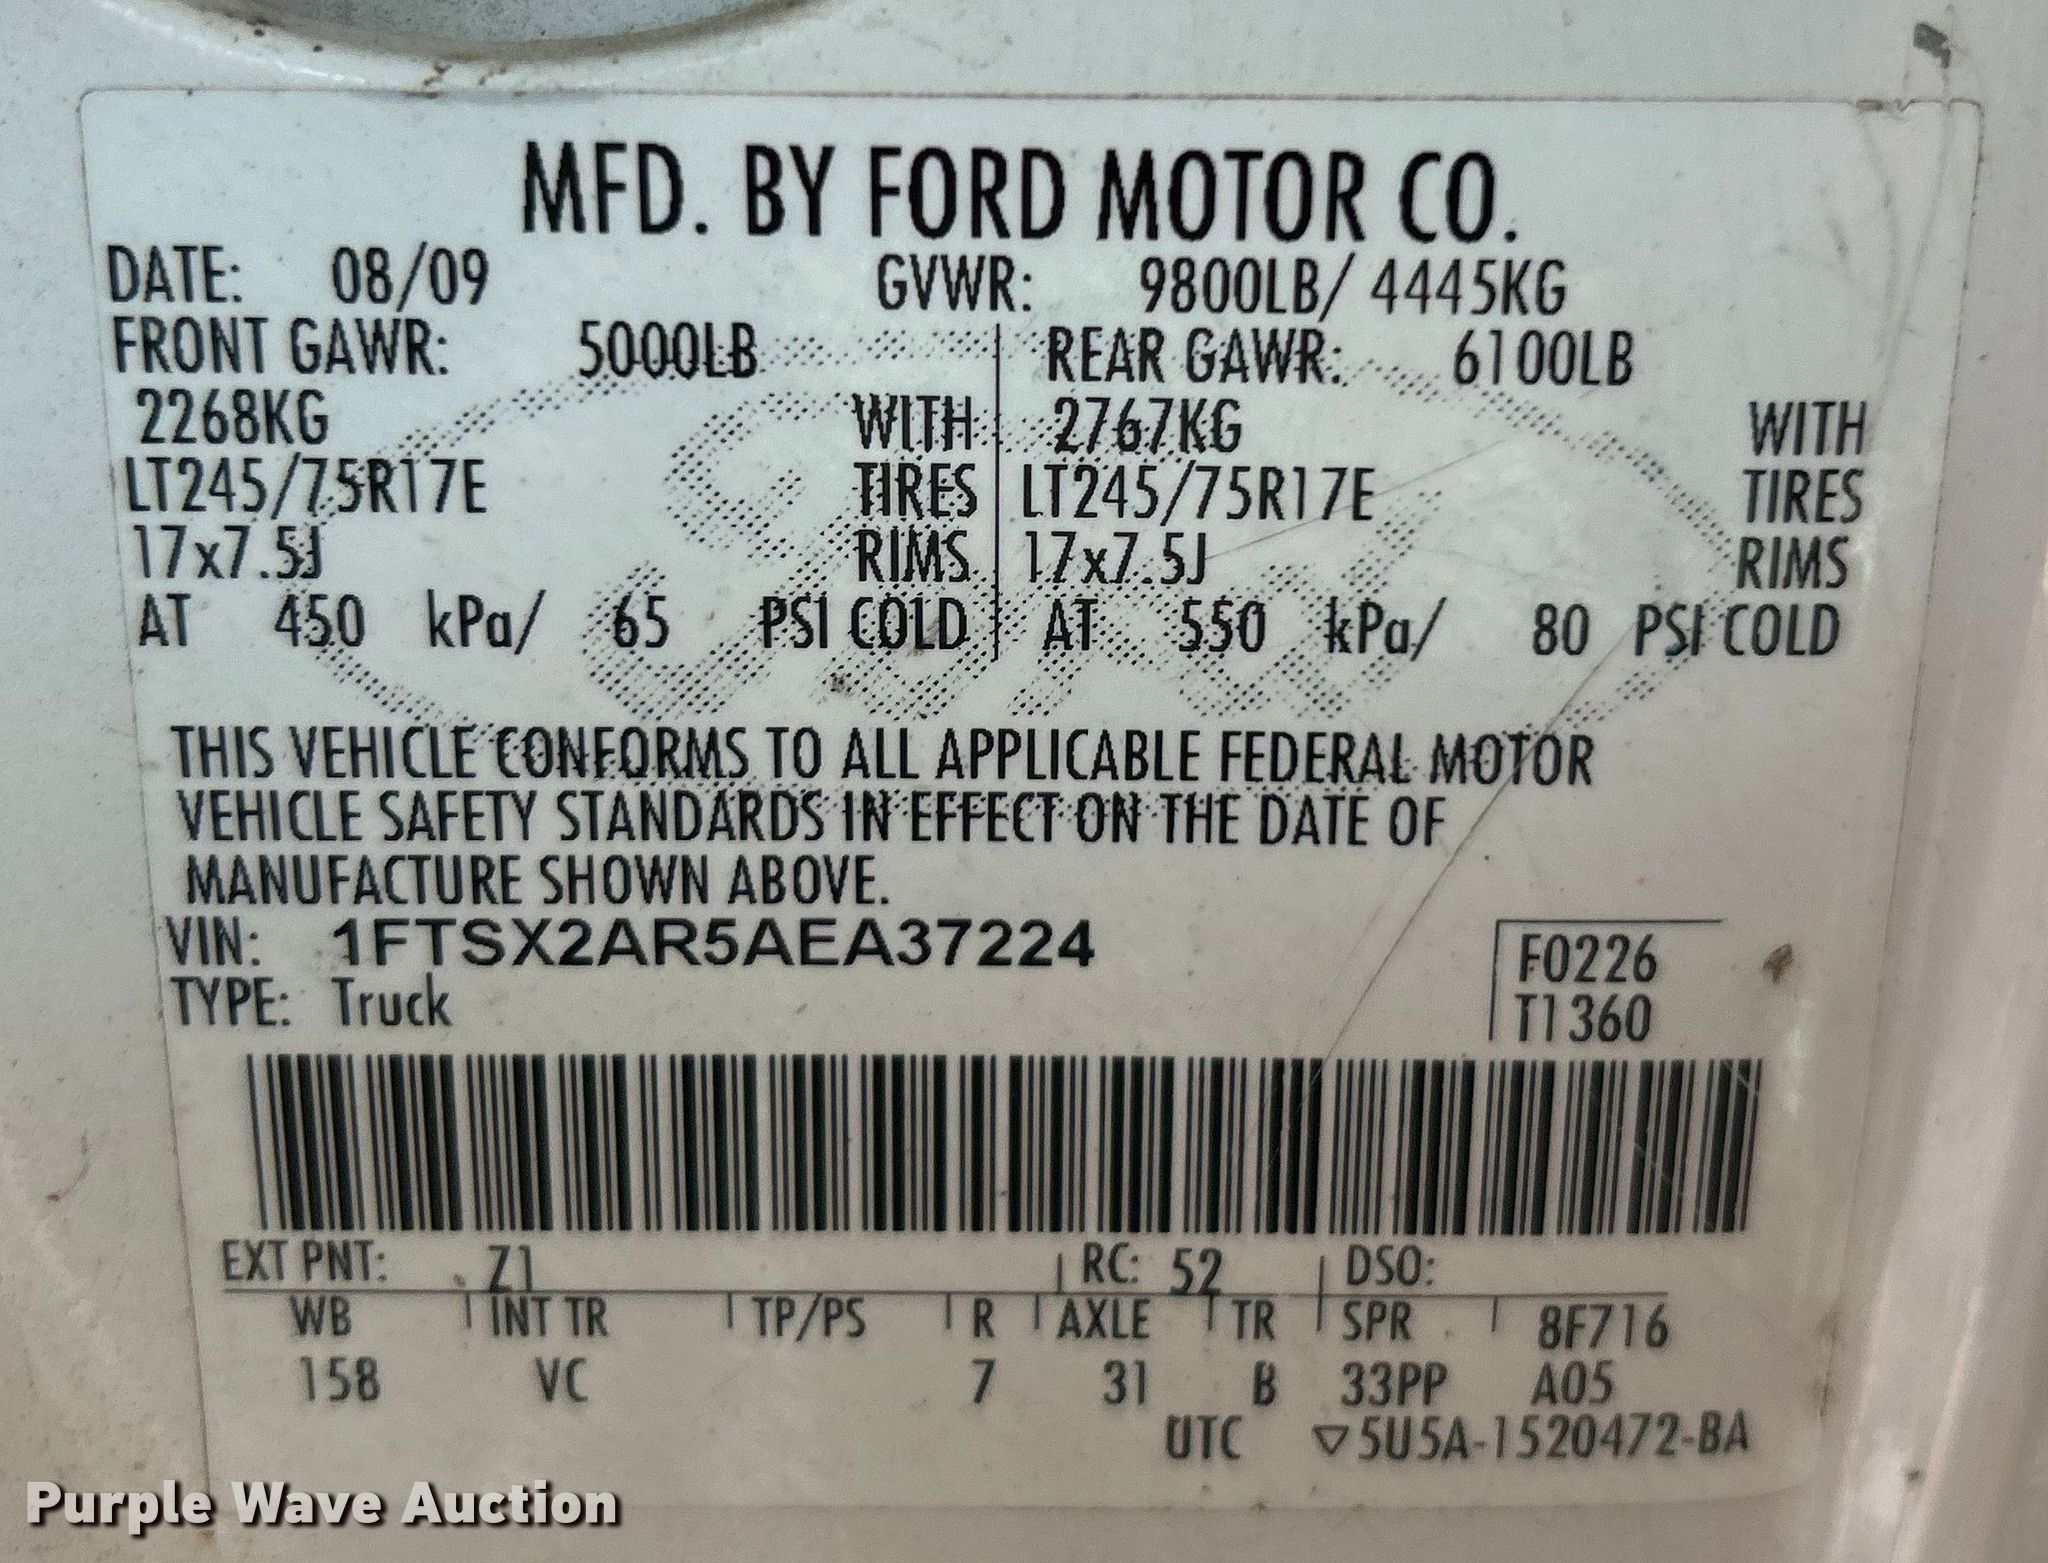 MFD. BY FORD MOTOR CO.
DATE: 08/09 GVWR: 9800LB/ 4445KG
FRONT GAWR: 5000LB REAR GAWR: 6100LB
2268KG WITH 2767KG WITH
LT245/75R17E TIRES LT245/75R17E TIRES
17x7.5J RIMS 17x7.5J RIMS
AT 450 kPa/ 65 PSI COLD AT 550 kPa/ 80 PSI COLD
THIS VEHICLE CONFORMS TO ALL APPLICABLE FEDERAL MOTOR
VEHICLE SAFETY STANDARDS IN EFFECT ON THE DATE OF
MANUFACTURE SHOWN ABOVE.
VIN: 1FTSX2AR5AEA37224 F0226
TYPE: Truck T1360
EXT PNT: Z1 RC: 52 DSO:
WB INT TR TP/PS R AXLE TR SPR 8F716
158 VC 7 31 B 33PP A05
UTC ▽5U5A-1520472-BA
Purple Wave Auction